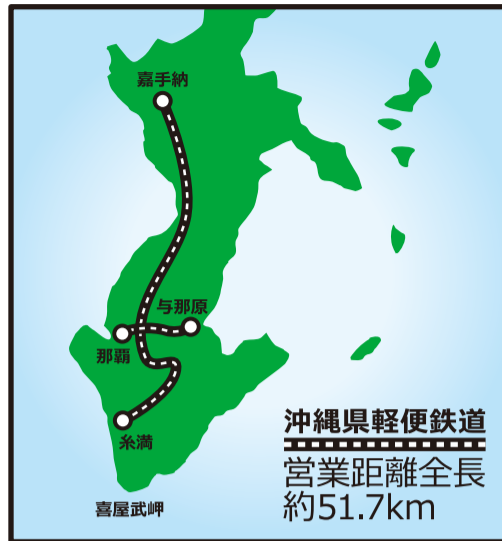 嘉手納
与那原
那覇
糸満
喜屋武岬
沖縄県軽便鉄道
営業距離全長
約51.7km